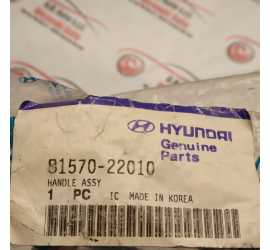 HYUNDAI
Genuine
Parts
81570-22010
HANDLE ASSY
1 PC IC MADE IN KOREA